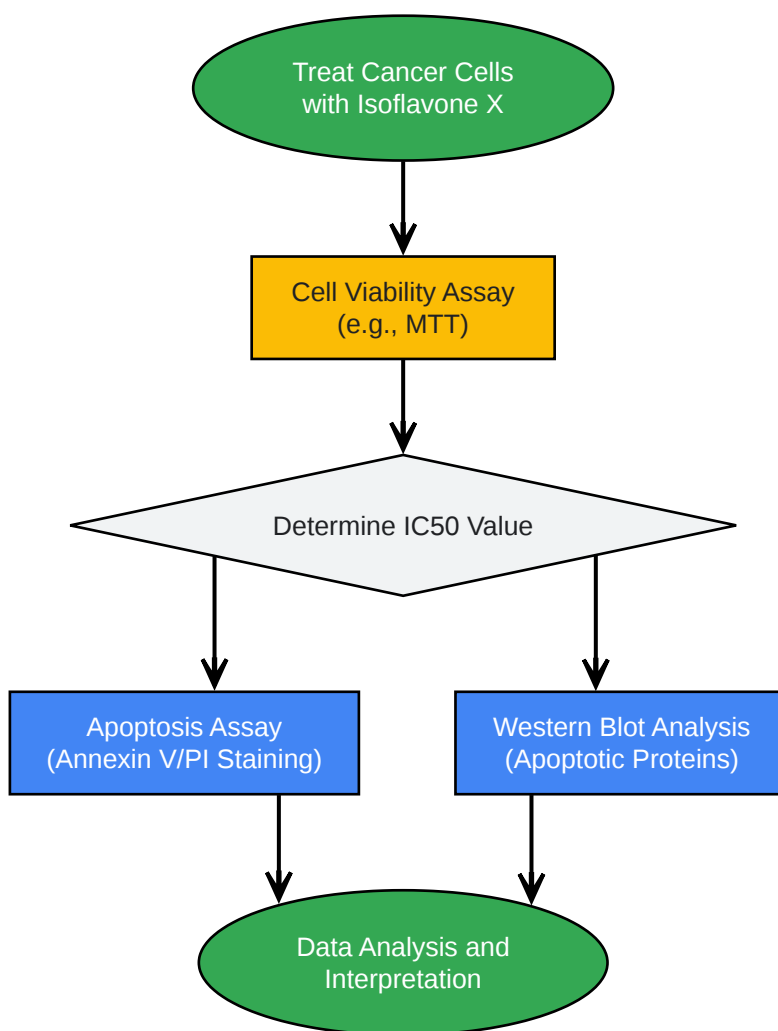 Treat Cancer Cells
with Isoflavone X
Cell Viability Assay
(e.g., MTT)
Determine IC50 Value
Apoptosis Assay
(Annexin V/PI Staining)
Western Blot Analysis
(Apoptotic Proteins)
Data Analysis and
Interpretation